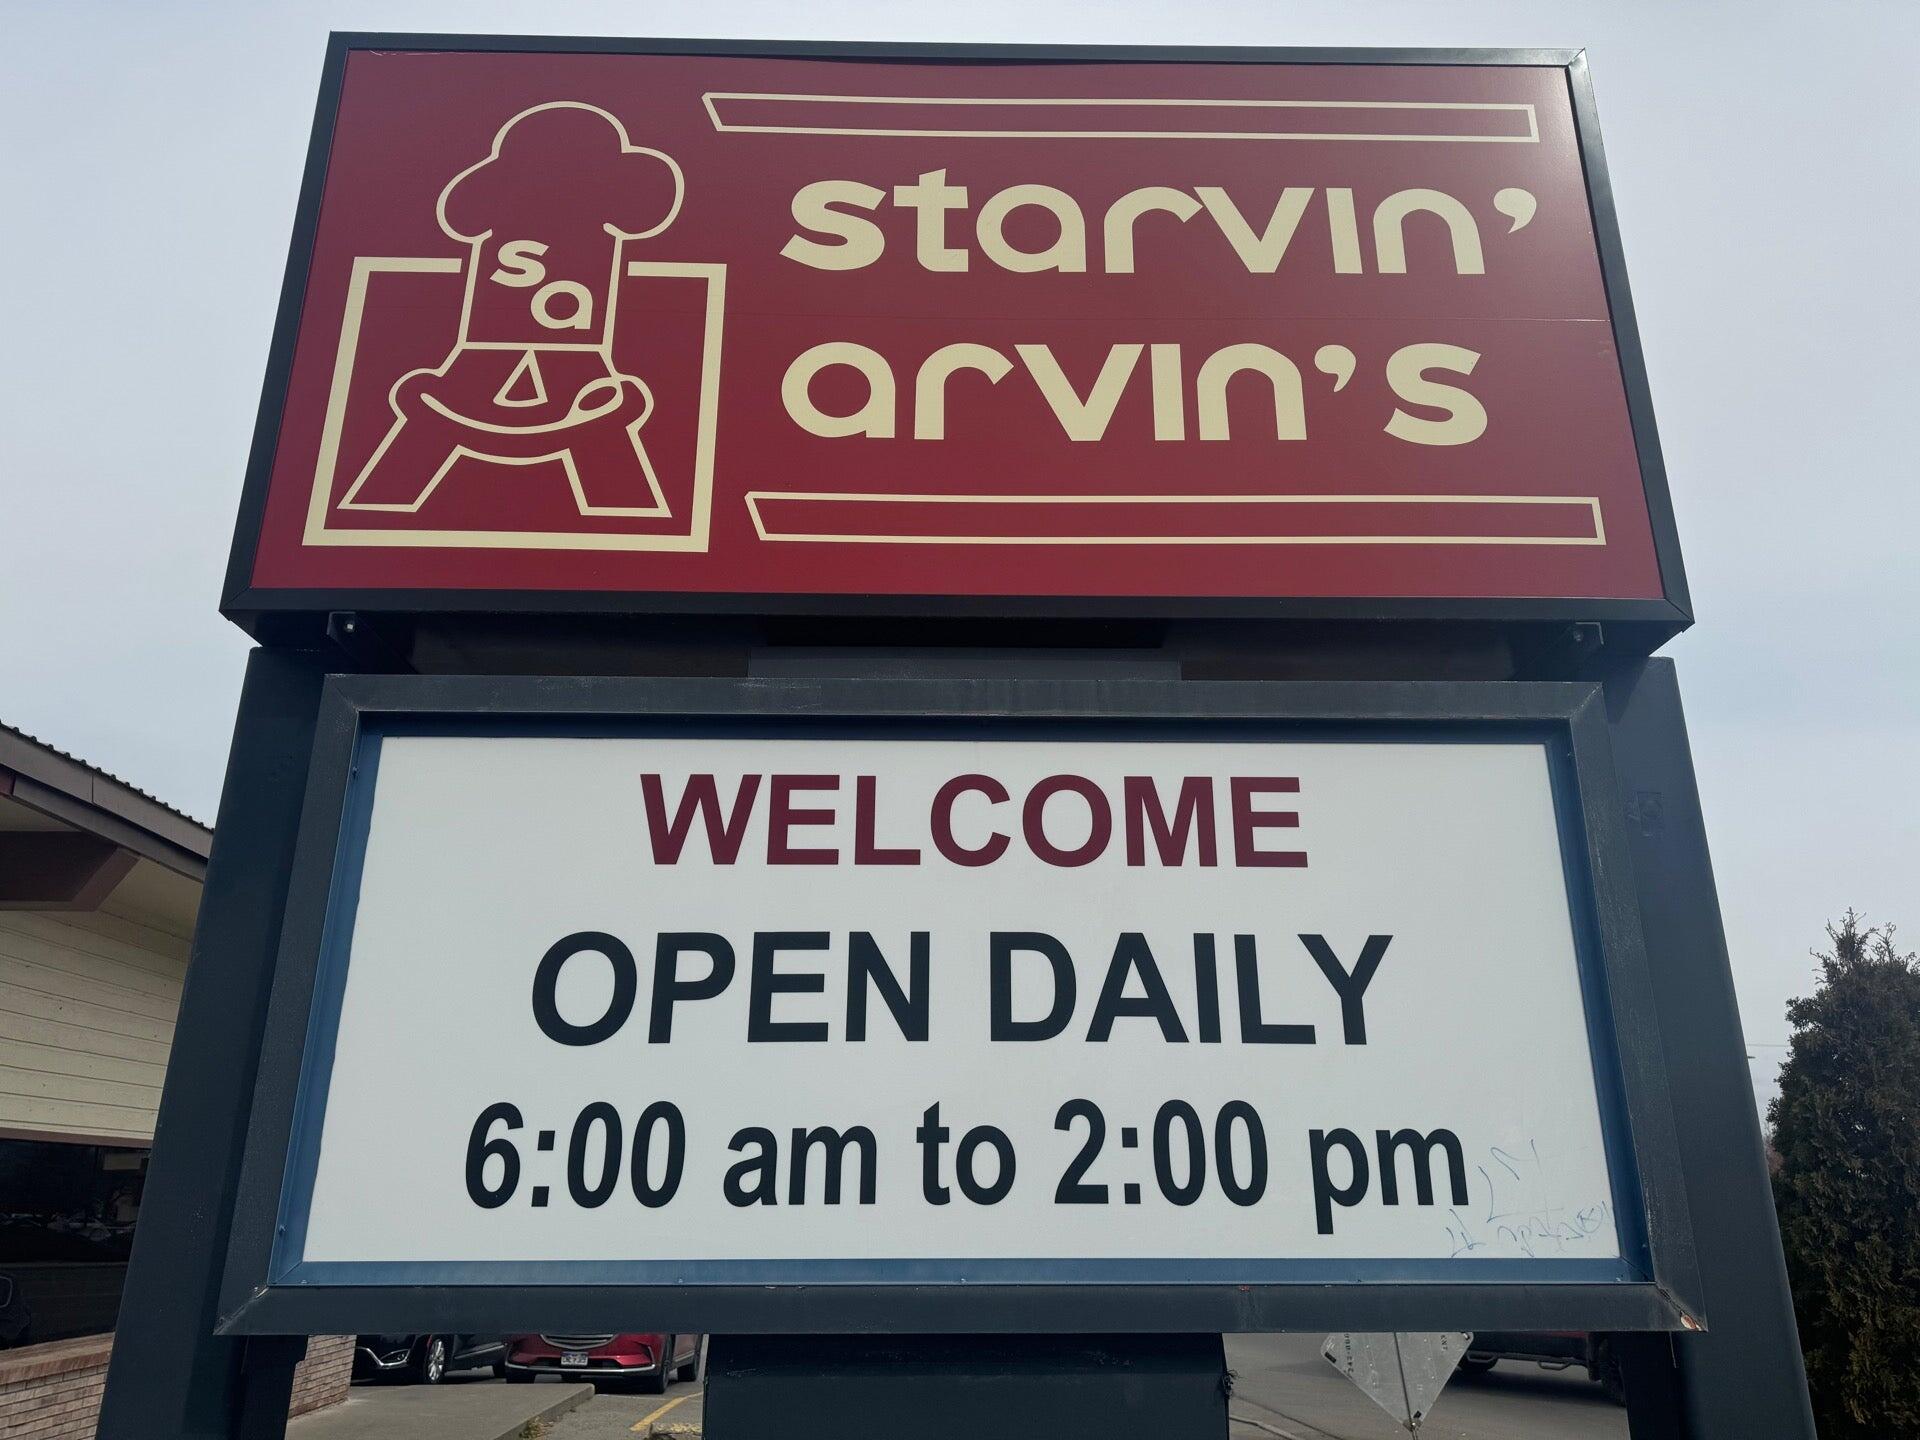 sa
starvin'
arvin's
WELCOME
OPEN DAILY
6:00 am to 2:00 pm